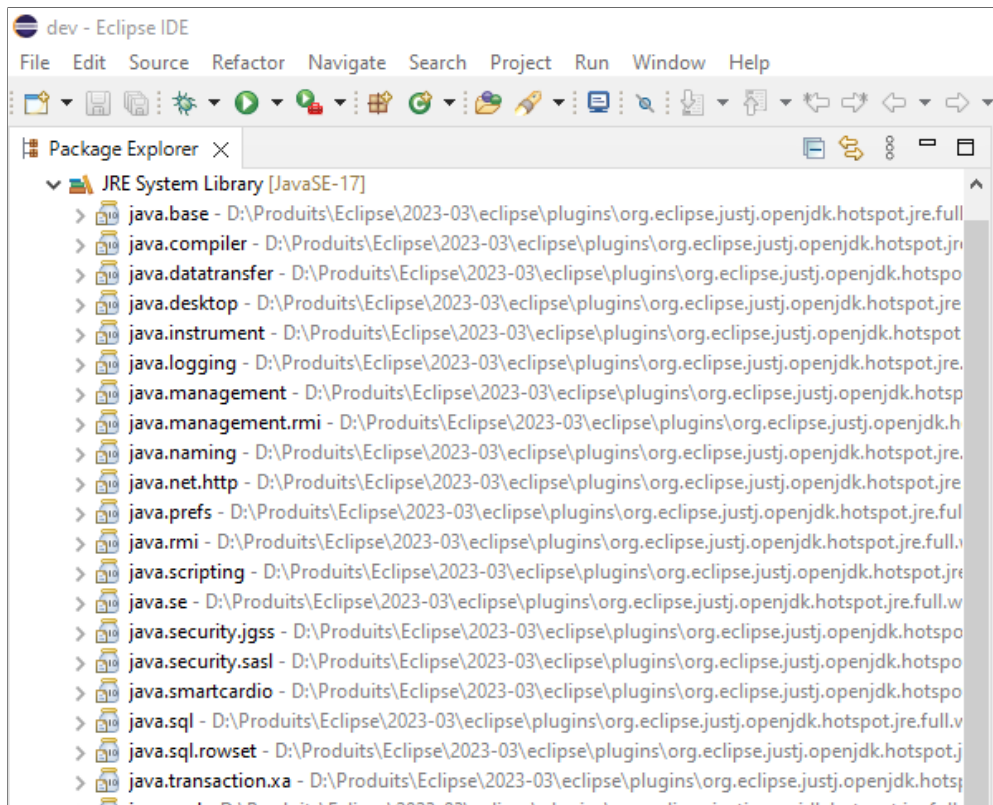 dev - Eclipse IDE
File Edit Source Refactor Navigate Search Project Run Window Help
Package Explorer
JRE System Library [JavaSE-17]
java.base - D:\Produits\Eclipse\2023-03\eclipse\plugins\org.eclipse.justj.openjdk.hotspot.jre.full
java.compiler - D:\Produits\Eclipse\2023-03\eclipse\plugins\org.eclipse.justj.openjdk.hotspot.jr
java.datatransfer - D:\Produits\Eclipse\2023-03\eclipse\plugins\org.eclipse.justj.openjdk.hotspo
java.desktop - D:\Produits\Eclipse\2023-03\eclipse\plugins\org.eclipse.justj.openjdk.hotspot.jre
java.instrument - D:\Produits\Eclipse\2023-03\eclipse\plugins\org.eclipse.justj.openjdk.hotspot
java.logging - D:\Produits\Eclipse\2023-03\eclipse\plugins\org.eclipse.justj.openjdk.hotspot.jre.
java.management - D:\Produits\Eclipse\2023-03\eclipse\plugins\org.eclipse.justj.openjdk.hotsp
java.management.rmi - D:\Produits\Eclipse\2023-03\eclipse\plugins\org.eclipse.justj.openjdk.h
java.naming - D:\Produits\Eclipse\2023-03\eclipse\plugins\org.eclipse.justj.openjdk.hotspot.jre.
java.net.http - D:\Produits\Eclipse\2023-03\eclipse\plugins\org.eclipse.justj.openjdk.hotspot.jre
java.prefs - D:\Produits\Eclipse\2023-03\eclipse\plugins\org.eclipse.justj.openjdk.hotspot.jre.ful
java.rmi - D:\Produits\Eclipse\2023-03\eclipse\plugins\org.eclipse.justj.openjdk.hotspot.jre.full.
java.scripting - D:\Produits\Eclipse\2023-03\eclipse\plugins\org.eclipse.justj.openjdk.hotspot.jre
java.se - D:\Produits\Eclipse\2023-03\eclipse\plugins\org.eclipse.justj.openjdk.hotspot.jre.full.w
java.security.jgss - D:\Produits\Eclipse\2023-03\eclipse\plugins\org.eclipse.justj.openjdk.hotspo
java.security.sasl - D:\Produits\Eclipse\2023-03\eclipse\plugins\org.eclipse.justj.openjdk.hotspo
java.smartcardio - D:\Produits\Eclipse\2023-03\eclipse\plugins\org.eclipse.justj.openjdk.hotspo
java.sql - D:\Produits\Eclipse\2023-03\eclipse\plugins\org.eclipse.justj.openjdk.hotspot.jre.full.w
java.sql.rowset - D:\Produits\Eclipse\2023-03\eclipse\plugins\org.eclipse.justj.openjdk.hotspot.j
java.transaction.xa - D:\Produits\Eclipse\2023-03\eclipse\plugins\org.eclipse.justj.openjdk.hotsp